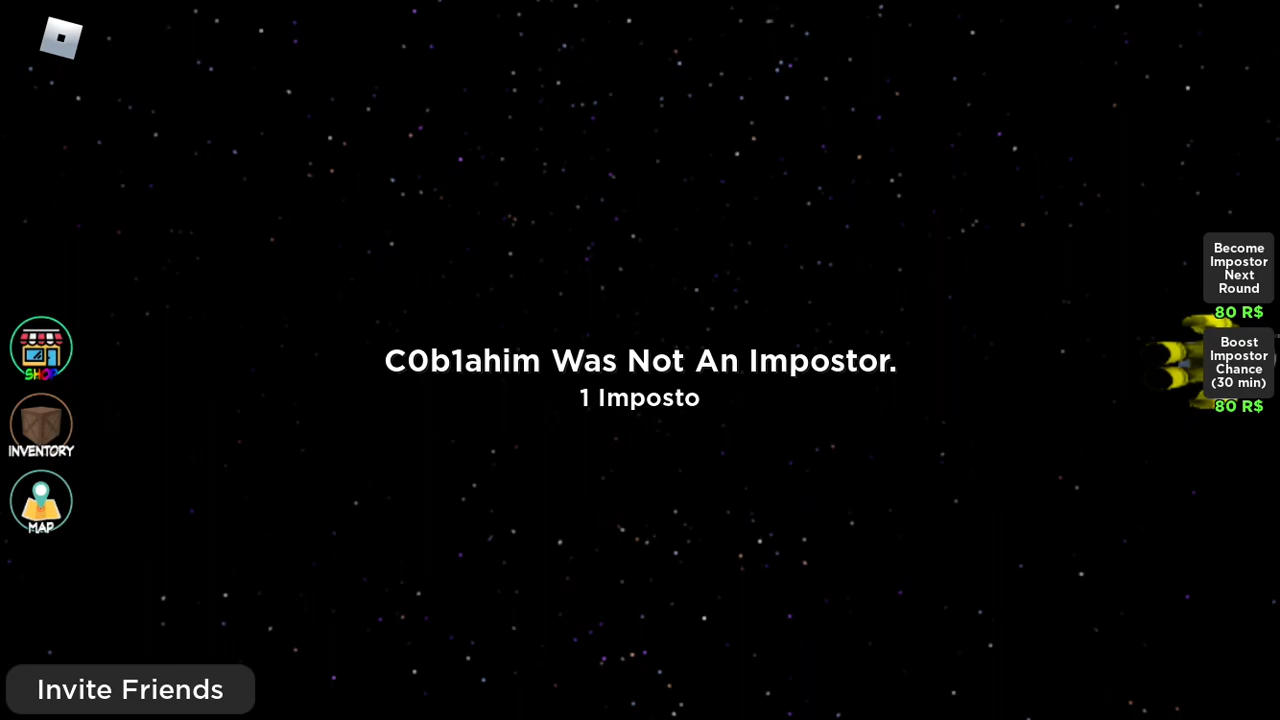 Become
Impostor
Next
Round
80 R$
Boost
Impostor
Chance
(30 min)
80 R$
SHOP
C0b1ahim Was Not An Impostor.
1 Imposto
INVENTORY
MAP
Invite Friends